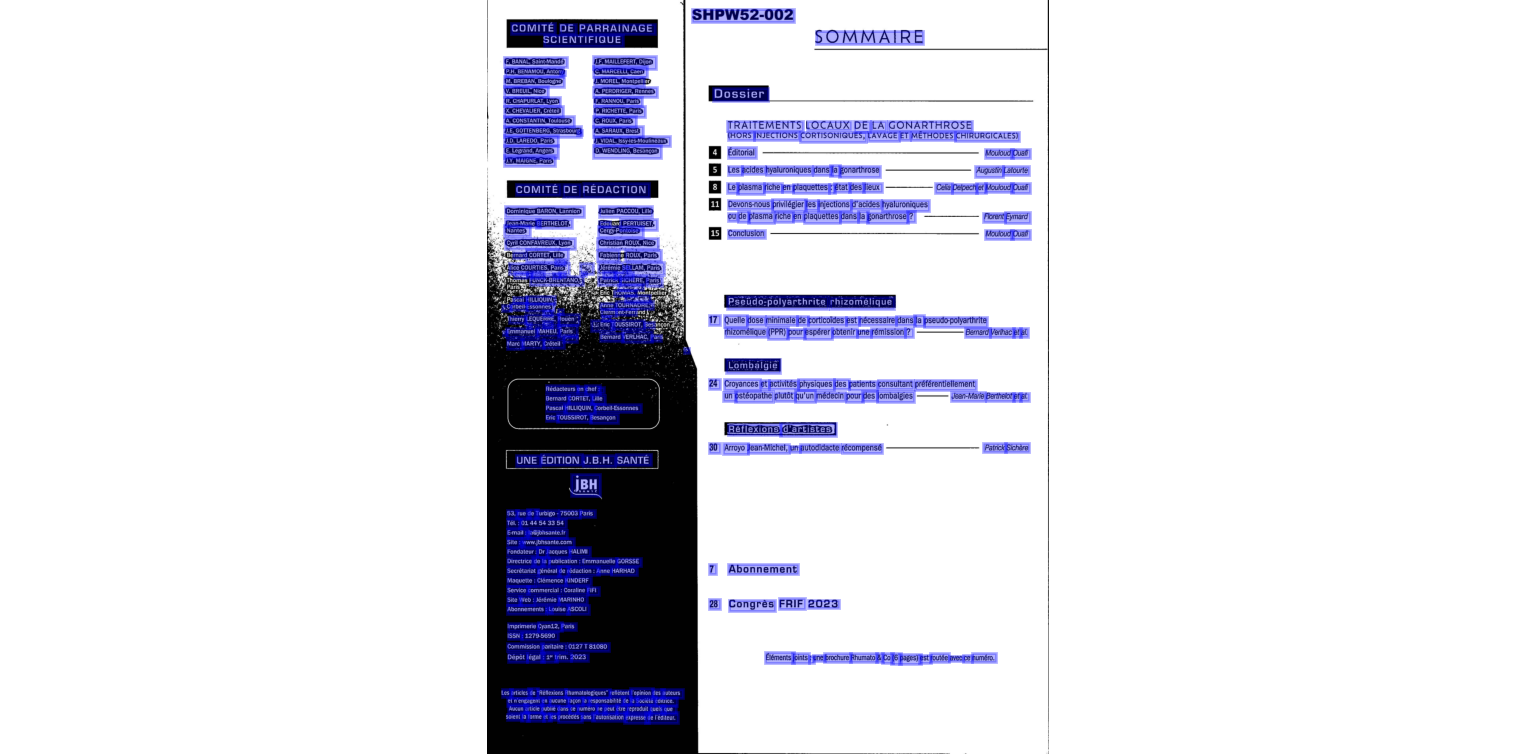 COMITÉ DE PARRAINAGE
SCIENTIFIQUE
F. BANAL, Saint-Mandé
P.H. BENAMOU, Antony
M. BREBAN, Boulogne
V. BREUIL, Nice
R. CHAPURLAT, Lyon
X. CHEVALIER, Créteil
A. CONSTANTIN, Toulouse
J.E. GOTTENBERG, Strasbourg
J.D. LAREDO, Paris
E. Legrand, Angers
J.Y. MAIGNE, Paris
J.F. MAILLEFERT, Dijon
C. MARCELLI, Caen
J. MOREL, Montpellier
A. PERDRIGER, Rennes
F. RANNOU, Paris
P. RICHETTE, Paris
C. ROUX, Paris
A. SARAUX, Brest
J. VIDAL, Issy-les-Moulineaux
D. WENDLING, Besançon
COMITÉ DE RÉDACTION
Dominique BARON, Lannion
Jean-Marie BERTHELOT,
Nantes
Cyril CONFAVREUX, Lyon
Bernard CORTET, Lille
Alice COURTIES, Paris
Thomas FUNCK-BRENTANO,
Paris
Pascal HILLIQUIN,
Corbeil-Essonnes
Thierry LEQUERRE, Rouen
Emmanuel MAHEU, Paris
Marc MARTY, Créteil
Julien PACCOU, Lille
Edouard PERTUISET,
Cergy
Christian ROUX, Nice
Fabienne ROUX, Paris
Jérémie SELLAM, Paris
Patrick SICHERE, Paris
Eric THOMAS, Montpellier
Anne TOURNADRE,
Clermont-Ferrand
Eric TOUSSIROT, Besançon
Bernard VERLHAC, Paris
Rédacteurs en chef :
Bernard CORTET, Lille
Pascal HILLIQUIN, Corbeil-Essonnes
Eric TOUSSIROT, Besançon
UNE ÉDITION J.B.H. SANTÉ
JBH
SANTÉ
53, rue de Turbigo - 75003 Paris
Tél. : 01 44 54 33 54
E-mail : @jbhsante.fr
Site : www.jbhsante.com
Fondateur : Dr Jacques HALIMI
Directrice de la publication : Emmanuelle GORSSE
Secrétariat général de rédaction : Anne HARHAD
Maquette : Clémence KINDERF
Service commercial : Coraline FIFI
Site Web : Jérémie MARINHO
Abonnements : Louise ASCOLI
Imprimerie Cyan12, Paris
ISSN : 1279-5690
Commission paritaire : 0127 T 81080
Dépôt légal : 1er trim. 2023
Les articles de "Réflexions Rhumatologiques" reflètent l'opinion des auteurs
et n'engagent en aucune façon la responsabilité de la Société éditrice.
Aucun article publié dans ce numéro ne peut être reproduit quels que
soient la forme et les procédés sans l'autorisation expresse de l'éditeur.
SHPW52-002
SOMMAIRE
Dossier
TRAITEMENTS LOCAUX DE LA GONARTHROSE
(HORS INJECTIONS CORTISONIQUES, LAVAGE ET MÉTHODES CHIRURGICALES)
4 Éditorial Mouloud Ouali
5 Les acides hyaluroniques dans la gonarthrose Augustin Latourte
8 Le plasma riche en plaquettes : état des lieux Celia Delpech et Mouloud Ouali
11 Devons-nous privilégier les injections d'acides hyaluroniques
ou de plasma riche en plaquettes dans la gonarthrose ? Florent Eymard
15 Conclusion Mouloud Ouali
Pseudo-polyarthrite rhizomélique
17 Quelle dose minimale de corticoïdes est nécessaire dans la pseudo-polyarthrite
rhizomélique (PPR) pour espérer obtenir une rémission ? Bernard Verlhac et al.
Lombalgie
24 Croyances et activités physiques des patients consultant préférentiellement
un ostéopathe plutôt qu'un médecin pour des lombalgies Jean-Marie Berthelot et al.
Réflexions d'artistes
30 Arroyo Jean-Michel, un autodidacte récompensé Patrick Sichère
7 Abonnement
28 Congrès FRIF 2023
Éléments joints : une brochure Rhumato & Co (6 pages) est routée avec ce numéro.